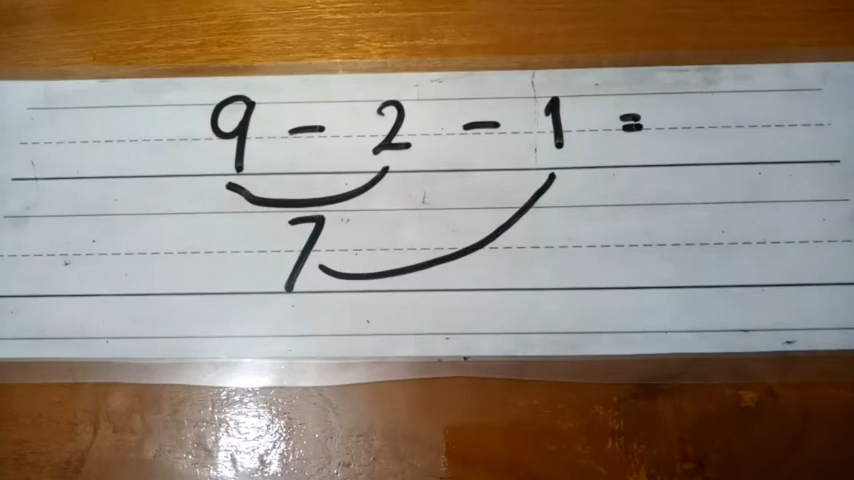 9 - 2 - 1 =
7